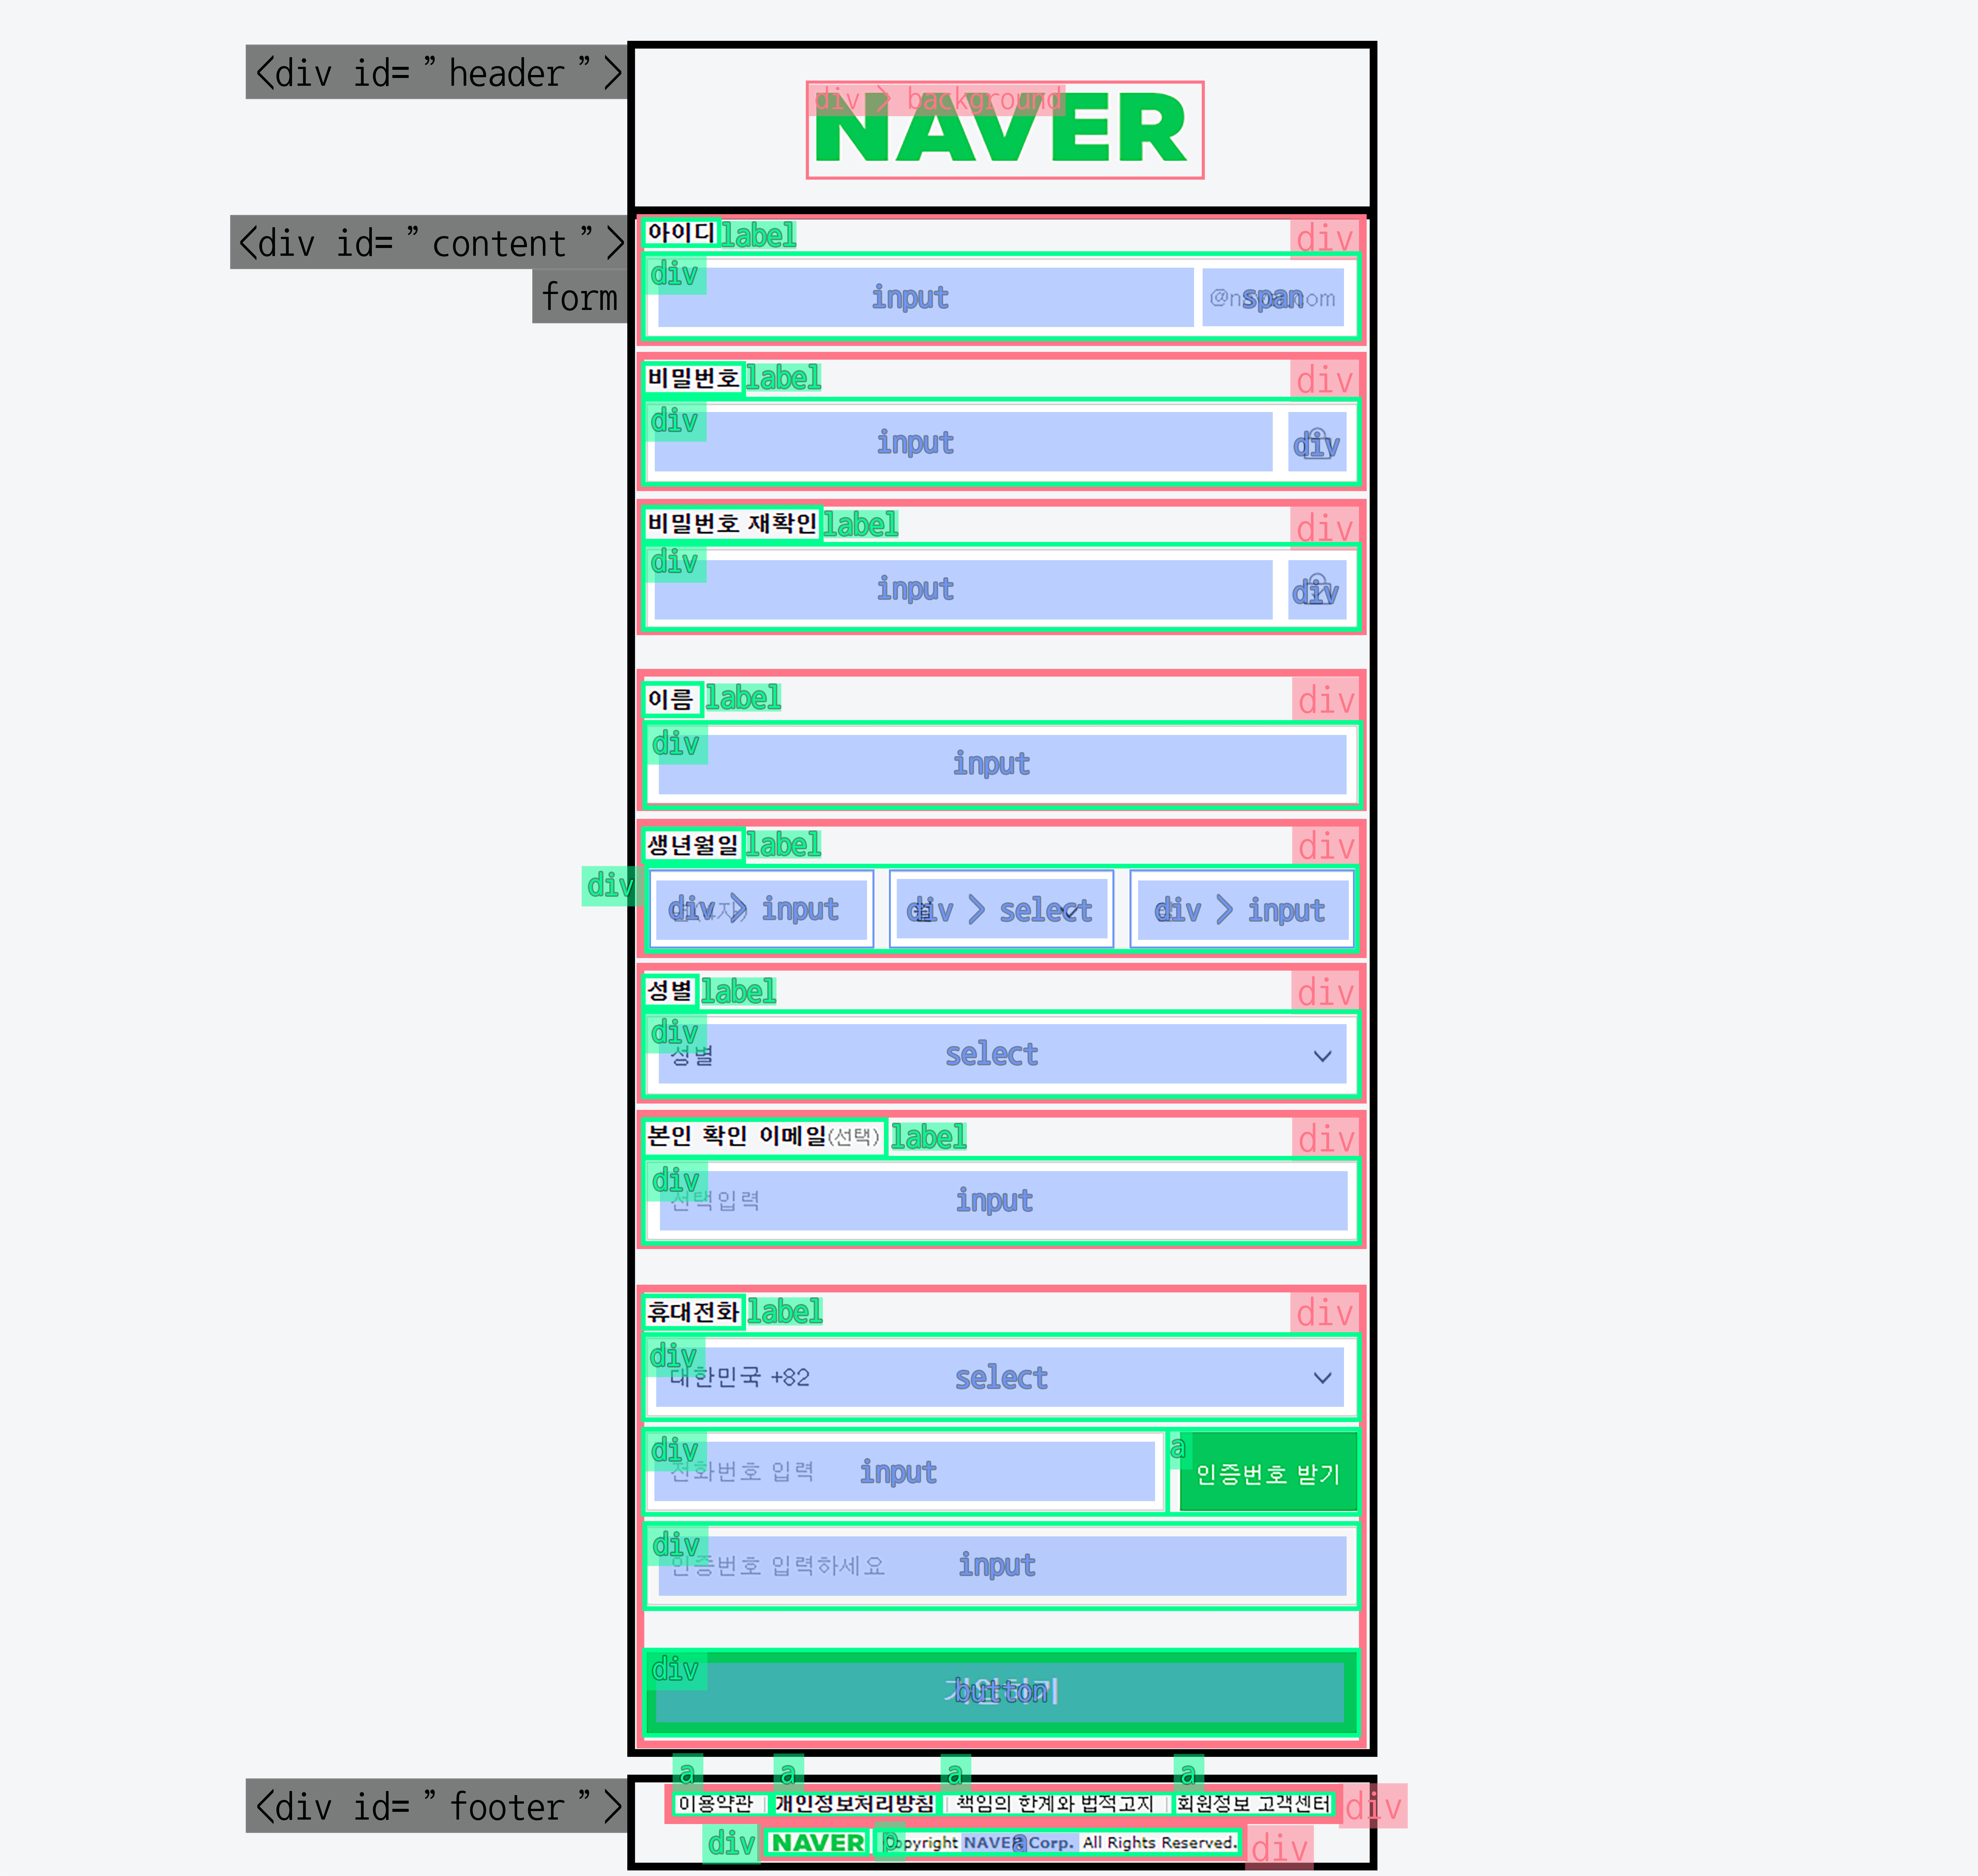 <div id=”header”>
div > background
NAVER
<div id=”content”>
form
아이디 label div
div input span
비밀번호 label div
div input div
비밀번호 재확인 label div
div input div
이름 label div
div input
생년월일 label div
div div > input div > select div > input
성별 label div
div 성별 select
본인 확인 이메일(선택) label div
div 선택입력 input
휴대전화 label div
div 대한민국 +82 select
div 전화번호 입력 input a 인증번호 받기
div 인증번호 입력하세요 input
div 가입하기 button
a a a a
<div id=”footer”>
이용약관 개인정보처리방침 책임의 한계와 법적고지 회원정보 고객센터 div
div NAVER p Copyright NAVER Corp. a All Rights Reserved. div